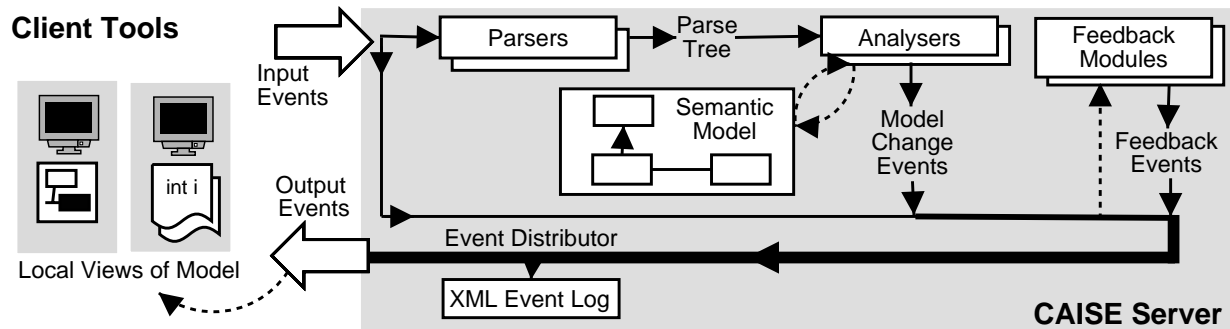 Client Tools
Input
Events
Parsers
Parse
Tree
Analysers
Feedback
Modules
Semantic
Model
Model
Change
Events
Feedback
Events
int i
Output
Events
Local Views of Model
Event Distributor
XML Event Log
CAISE Server